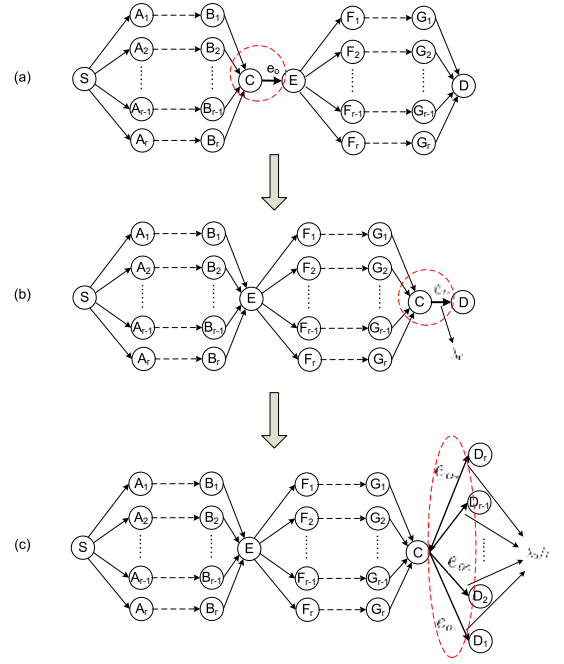 A1 B1 F1 G1
A2 B2 F2 G2
(a) S C eo E D
Ar-1 Br-1 Fr-1 Gr-1
Ar Br Fr Gr
A1 B1 F1 G1
A2 B2 F2 G2
(b) S E C D
Ar-1 Br-1 Fr-1 Gr-1
Ar Br Fr Gr
Dr
A1 B1 F1 G1
Dr-1
A2 B2 F2 G2
(c) S E C
Ar-1 Br-1 Fr-1 Gr-1
D2
Ar Br Fr Gr
D1